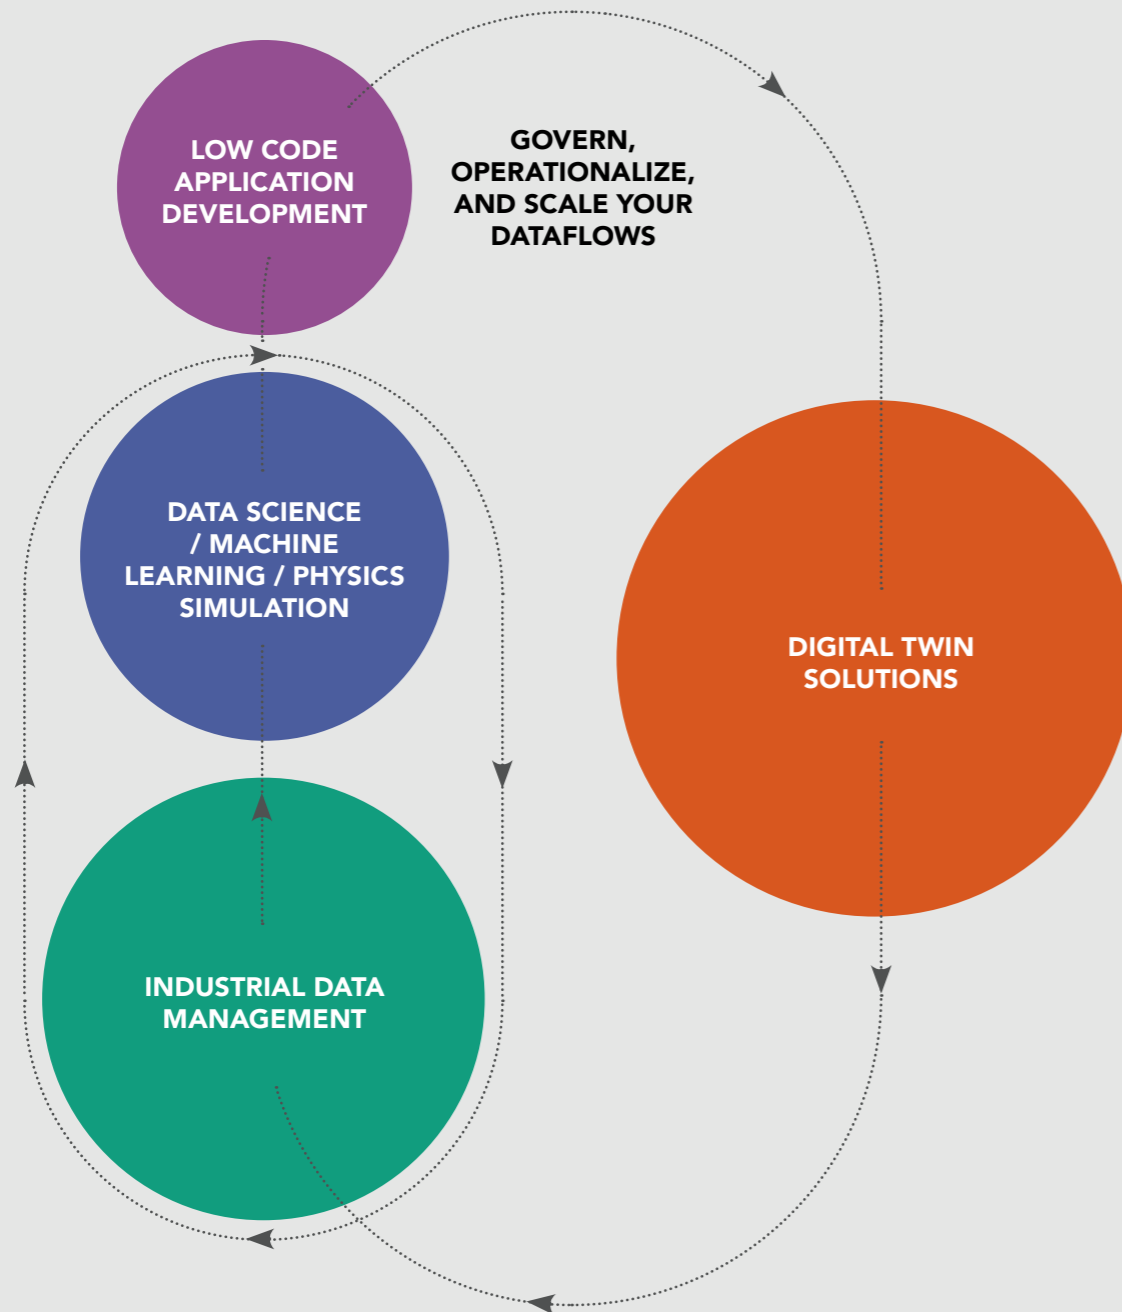 LOW CODE
APPLICATION
DEVELOPMENT
GOVERN,
OPERATIONALIZE,
AND SCALE YOUR
DATAFLOWS
DATA SCIENCE
/ MACHINE
LEARNING / PHYSICS
SIMULATION
DIGITAL TWIN
SOLUTIONS
INDUSTRIAL DATA
MANAGEMENT